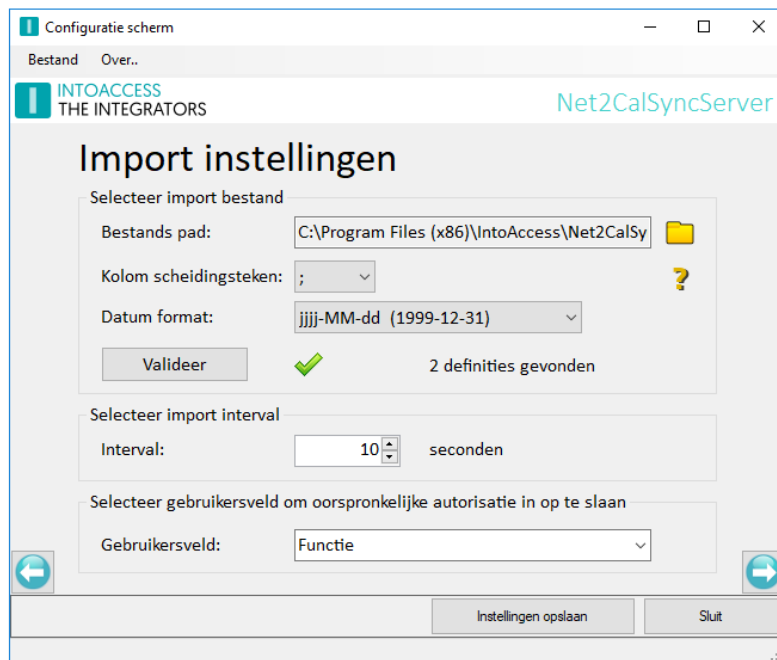 Configuratie scherm
Bestand Over..
INTOACCESS
THE INTEGRATORS
Net2CalSyncServer
Import instellingen
Selecteer import bestand
Bestands pad: C:\Program Files (x86)\IntoAccess\Net2CalSy
Kolom scheidingsteken: ;
Datum format: jjjj-MM-dd (1999-12-31)
Valideer 2 definities gevonden
Selecteer import interval
Interval: 10 seconden
Selecteer gebruikersveld om oorspronkelijke autorisatie in op te slaan
Gebruikersveld: Functie
Instellingen opslaan Sluit